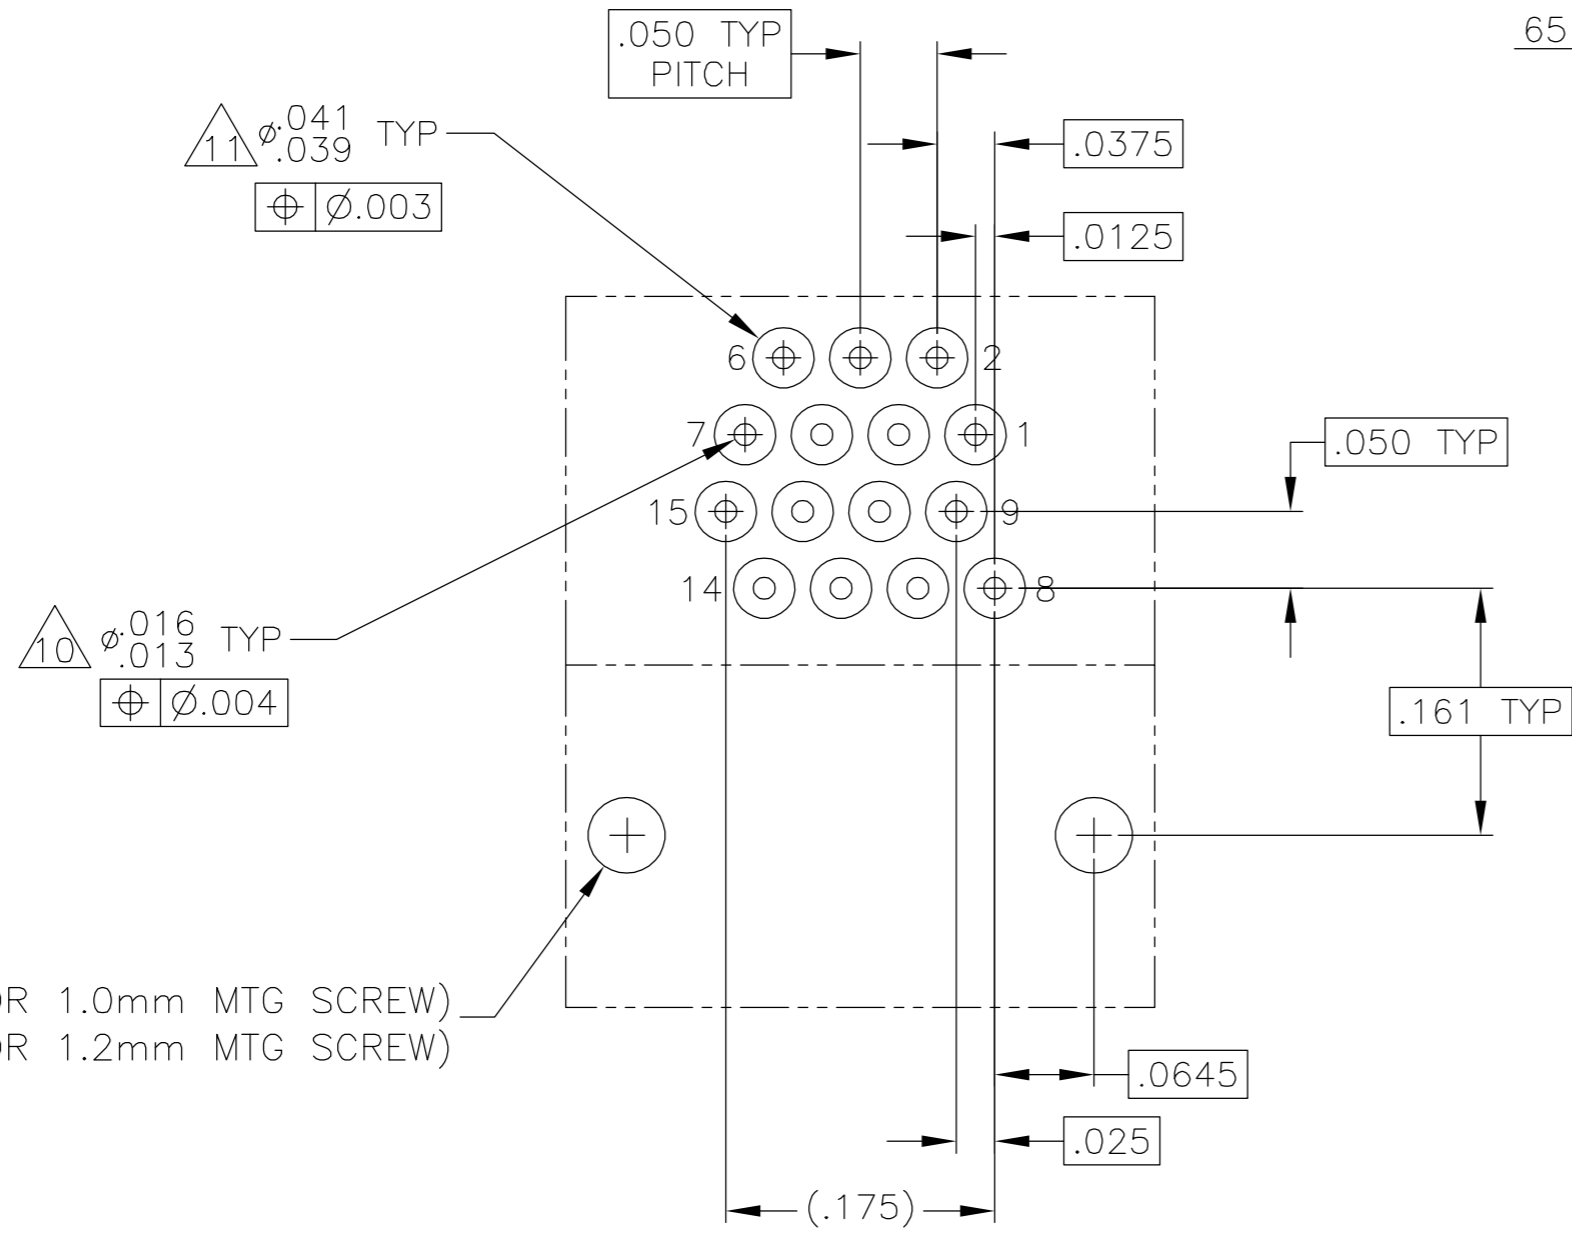 .050 TYP
PITCH
65
11 ø.041 TYP
.039
⌖ Ø.003
.0375
.0125
6 2
7 1
.050 TYP
15 9
14 8
10 ø.016 TYP
.013
⌖ Ø.004
.161 TYP
OR 1.0mm MTG SCREW)
OR 1.2mm MTG SCREW)
.0645
.025
(.175)